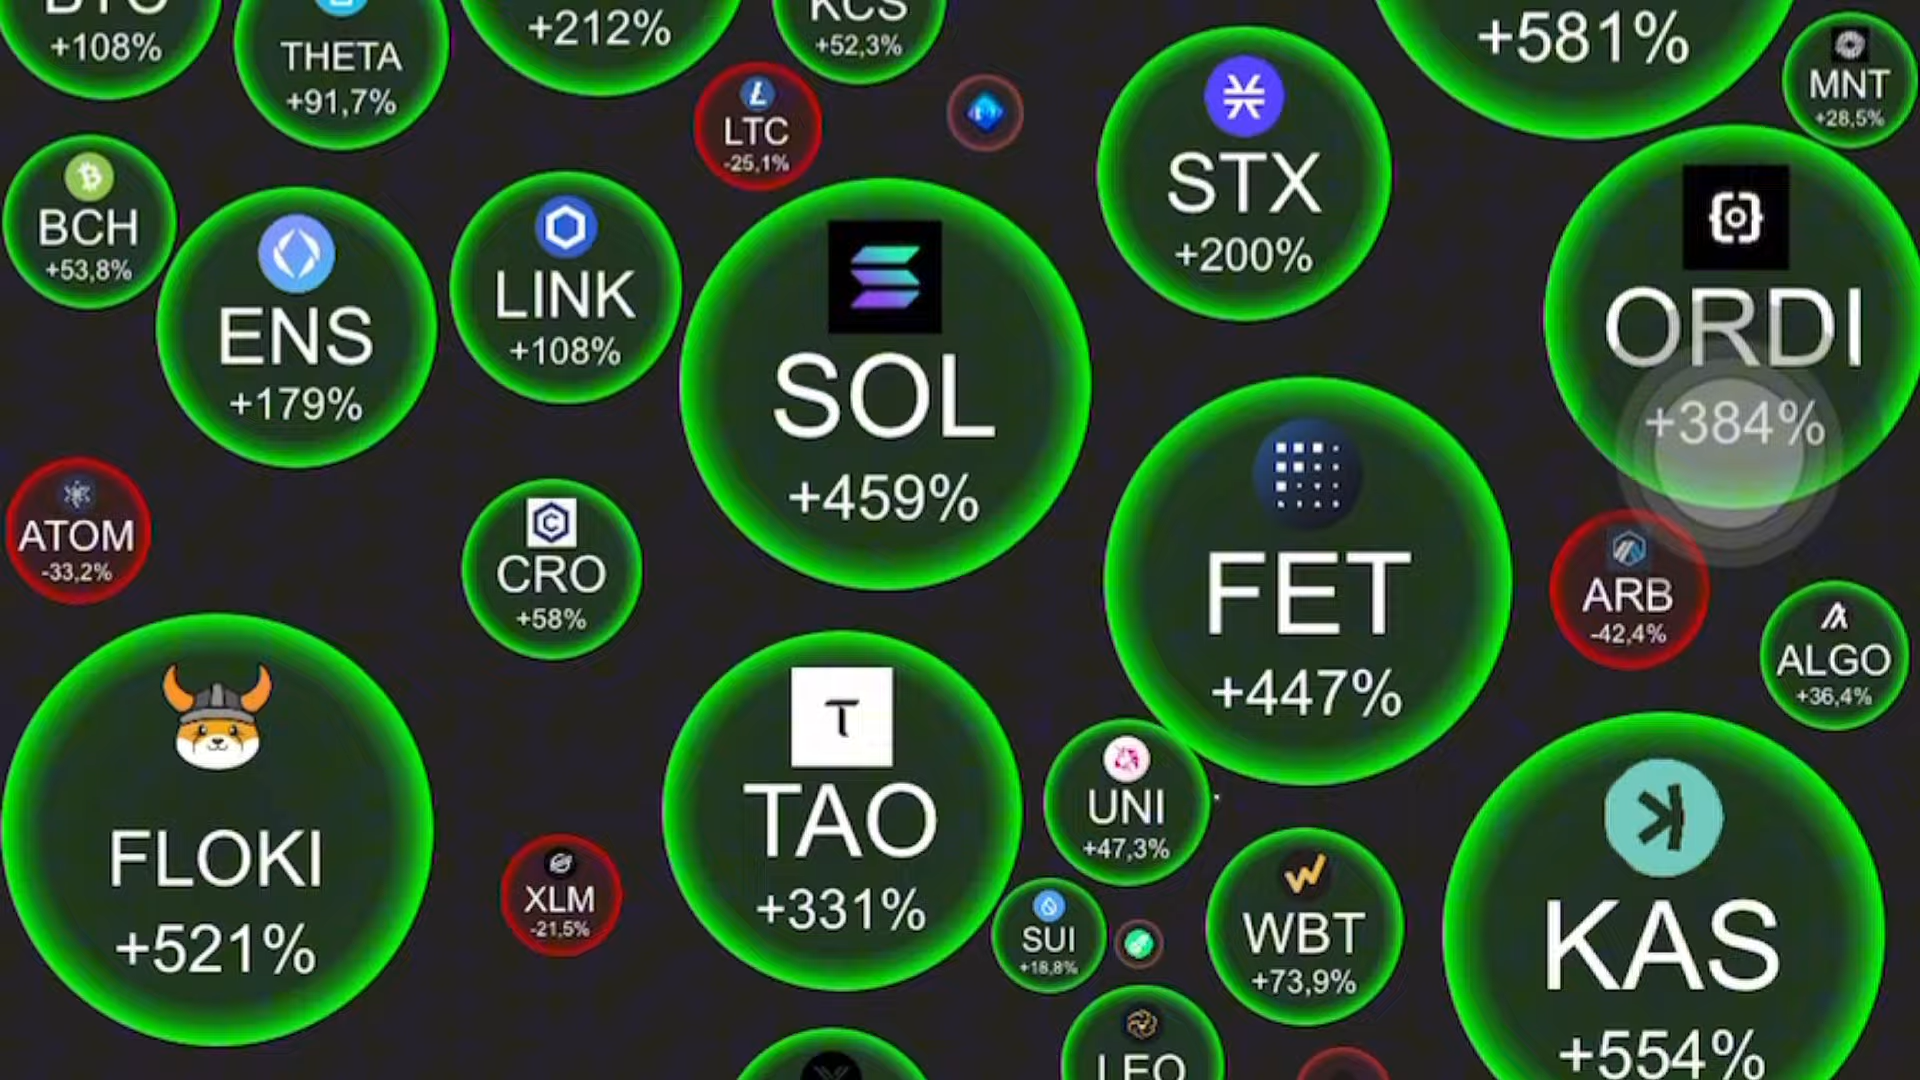 BTC
+108%
THETA
+91,7%
+212%
KCS
+52,3%
+581%
MNT
+28,5%
LTC
-25,1%
STX
+200%
BCH
+53,8%
ENS
+179%
LINK
+108%
SOL
+459%
ORDI
+384%
ATOM
-33,2%
CRO
+58%
FET
+447%
ARB
-42,4%
ALGO
+36,4%
FLOKI
+521%
XLM
-21,5%
τ
TAO
+331%
UNI
+47,3%
SUI
+18,8%
WBT
+73,9%
KAS
+554%
LEO